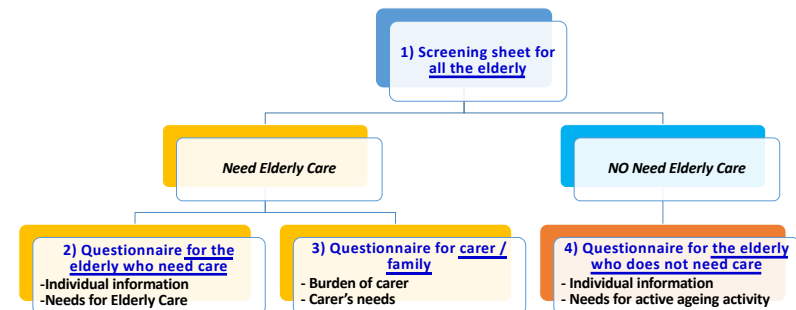 1) Screening sheet for
all the elderly
Need Elderly Care
NO Need Elderly Care
2) Questionnaire for the
elderly who need care
-Individual information
-Needs for Elderly Care
3) Questionnaire for carer /
family
- Burden of carer
- Carer's needs
4) Questionnaire for the elderly
who does not need care
- Individual information
- Needs for active ageing activity